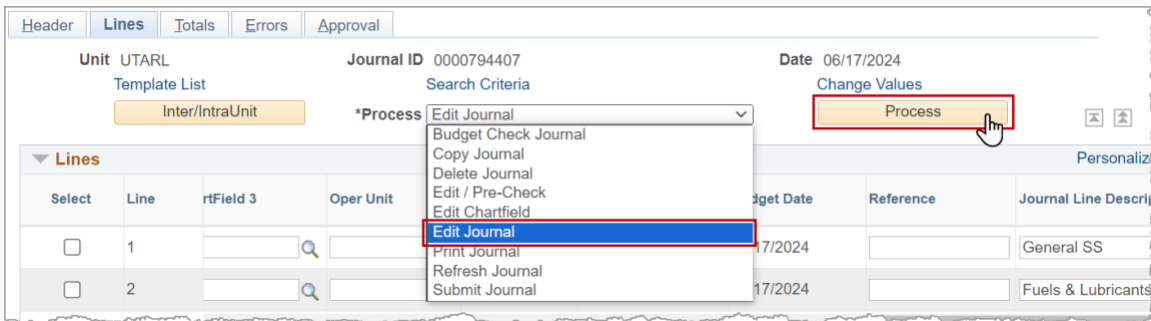 Header Lines Totals Errors Approval
Unit UTARL Journal ID 0000794407 Date 06/17/2024
Template List Search Criteria Change Values
Inter/IntraUnit *Process Edit Journal Process
Budget Check Journal
Copy Journal
Delete Journal
Edit / Pre-Check
Edit Chartfield
Edit Journal
Print Journal
Refresh Journal
Submit Journal
Lines Personaliz
Select Line rtField 3 Oper Unit dget Date Reference Journal Line Descrip
1 17/2024 General SS
2 17/2024 Fuels & Lubricants